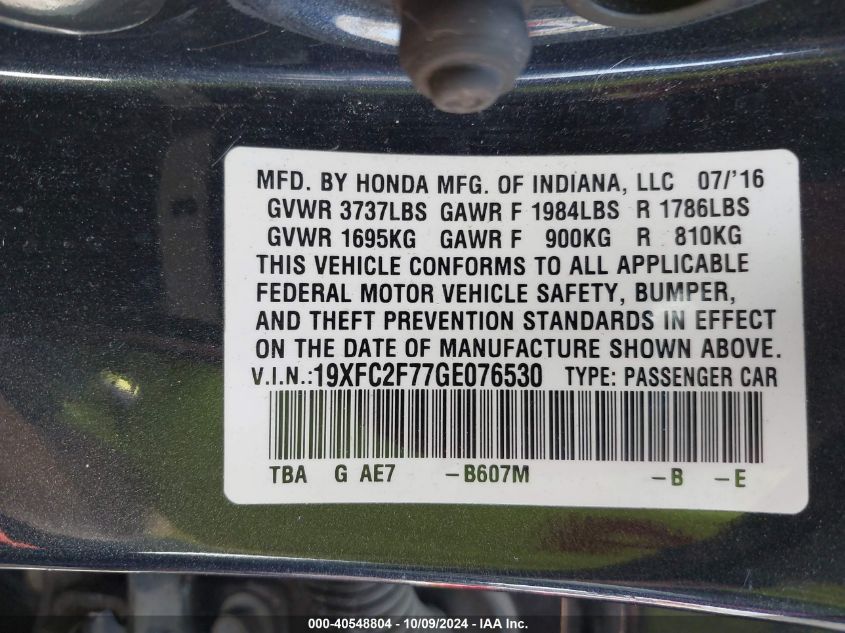 MFD. BY HONDA MFG. OF INDIANA, LLC 07/'16
GVWR 3737LBS GAWR F 1984LBS R 1786LBS
GVWR 1695KG GAWR F 900KG R 810KG
THIS VEHICLE CONFORMS TO ALL APPLICABLE
FEDERAL MOTOR VEHICLE SAFETY, BUMPER,
AND THEFT PREVENTION STANDARDS IN EFFECT
ON THE DATE OF MANUFACTURE SHOWN ABOVE.
V.I.N.:19XFC2F77GE076530 TYPE: PASSENGER CAR
TBA G AE7 –B607M –B –E
000-40548804 - 10/09/2024 - IAA Inc.